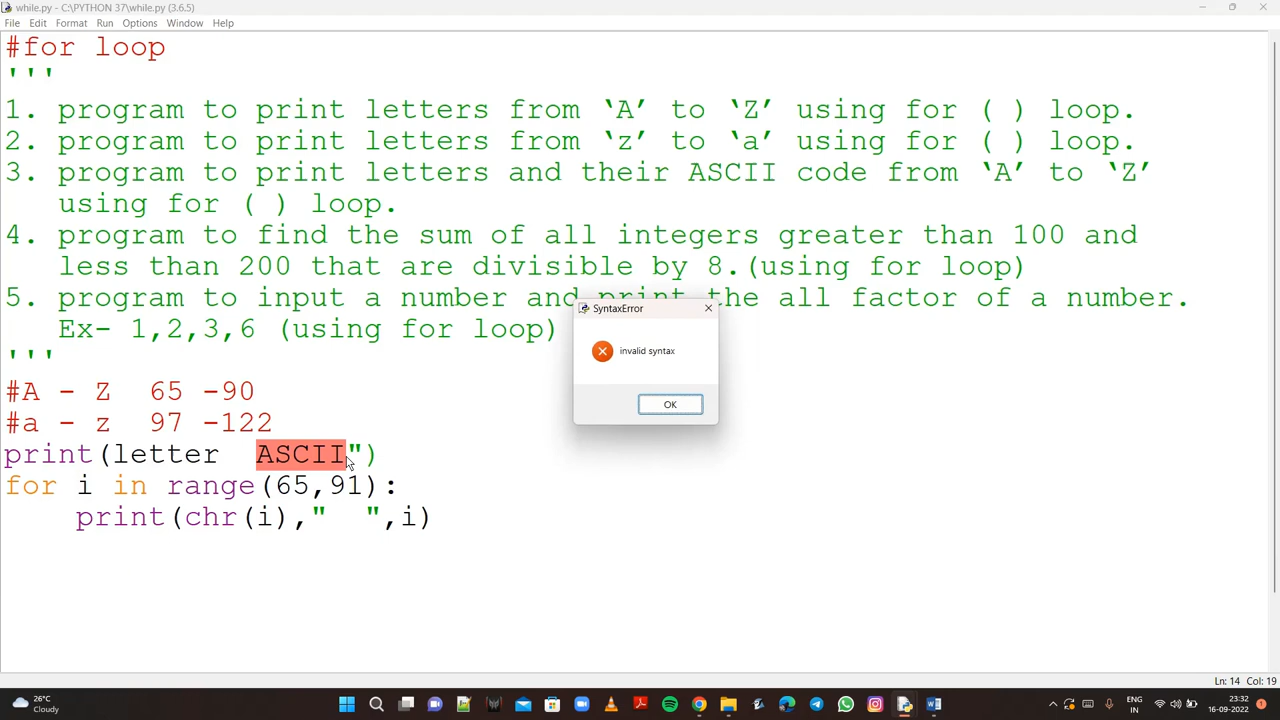 while.py - C:\PYTHON 37\while.py (3.6.5)
File Edit Format Run Options Window Help
#for loop
'''
1. program to print letters from ‘A’ to ‘Z’ using for ( ) loop.
2. program to print letters from ‘z’ to ‘a’ using for ( ) loop.
3. program to print letters and their ASCII code from ‘A’ to ‘Z’
using for ( ) loop.
4. program to find the sum of all integers greater than 100 and
less than 200 that are divisible by 8.(using for loop)
5. program to input a number and print the all factor of a number.
Ex- 1,2,3,6 (using for loop)
'''
SyntaxError
invalid syntax
OK
#A - Z  65 -90
#a - z  97 -122
print(letter  ASCII")
for i in range(65,91):
    print(chr(i),"  ",i)
Ln: 14 Col: 19
26°C
Cloudy
ENG
IN
23:32
16-09-2022